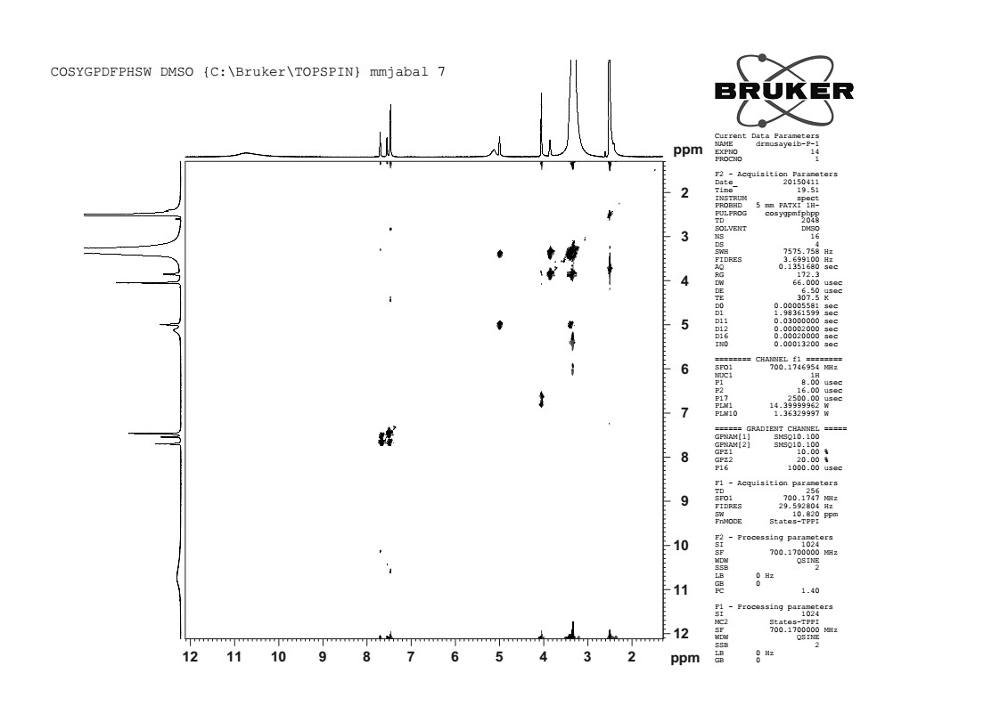 COSYGPDFPHSW DMSO {C:\Bruker\TOPSPIN} mmjabal 7
BRUKER
ppm
2
3
4
5
6
7
8
9
10
11
12
12 11 10 9 8 7 6 5 4 3 2 ppm
Current Data Parameters
NAME drmusayeib-P-1
EXPNO 14
PROCNO 1
F2 - Acquisition Parameters
Date_ 20150411
Time 19.51
INSTRUM spect
PROBHD 5 mm PATXI 1H-
PULPROG cosygpmfphpp
TD 2048
SOLVENT DMSO
NS 16
DS 4
SWH 7575.758 Hz
FIDRES 3.699100 Hz
AQ 0.1351680 sec
RG 172.3
DW 66.000 usec
DE 6.50 usec
TE 307.5 K
D0 0.00005581 sec
D1 1.98361599 sec
D11 0.03000000 sec
D12 0.00002000 sec
D16 0.00020000 sec
IN0 0.00013200 sec
======== CHANNEL f1 ========
SFO1 700.1746954 MHz
NUC1 1H
P1 8.00 usec
P2 16.00 usec
P17 2500.00 usec
PLW1 14.39999962 W
PLW10 1.36329997 W
====== GRADIENT CHANNEL =====
GPNAM[1] SMSQ10.100
GPNAM[2] SMSQ10.100
GPZ1 10.00 %
GPZ2 20.00 %
P16 1000.00 usec
F1 - Acquisition parameters
TD 256
SFO1 700.1747 MHz
FIDRES 29.592804 Hz
SW 10.820 ppm
FnMODE States-TPPI
F2 - Processing parameters
SI 1024
SF 700.1700000 MHz
WDW QSINE
SSB 2
LB 0 Hz
GB 0
PC 1.40
F1 - Processing parameters
SI 1024
MC2 States-TPPI
SF 700.1700000 MHz
WDW QSINE
SSB 2
LB 0 Hz
GB 0